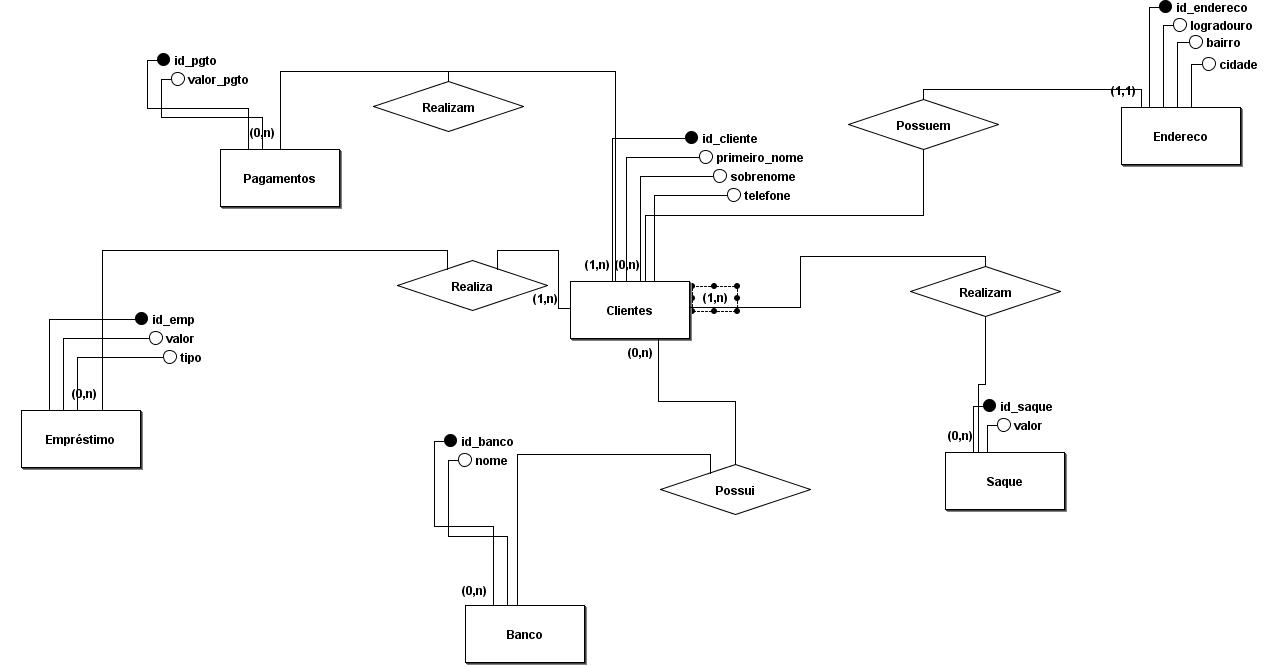 id_endereco
logradouro
bairro
cidade
(1,1)
Endereco
id_pgto
valor_pgto
(0,n)
Pagamentos
Realizam
Possuem
id_cliente
primeiro_nome
sobrenome
telefone
(1,n)
(0,n)
Realiza
(1,n)
Clientes
(1,n)
Realizam
id_emp
valor
tipo
(0,n)
Empréstimo
(0,n)
id_banco
nome
Possui
id_saque
valor
(0,n)
Saque
(0,n)
Banco